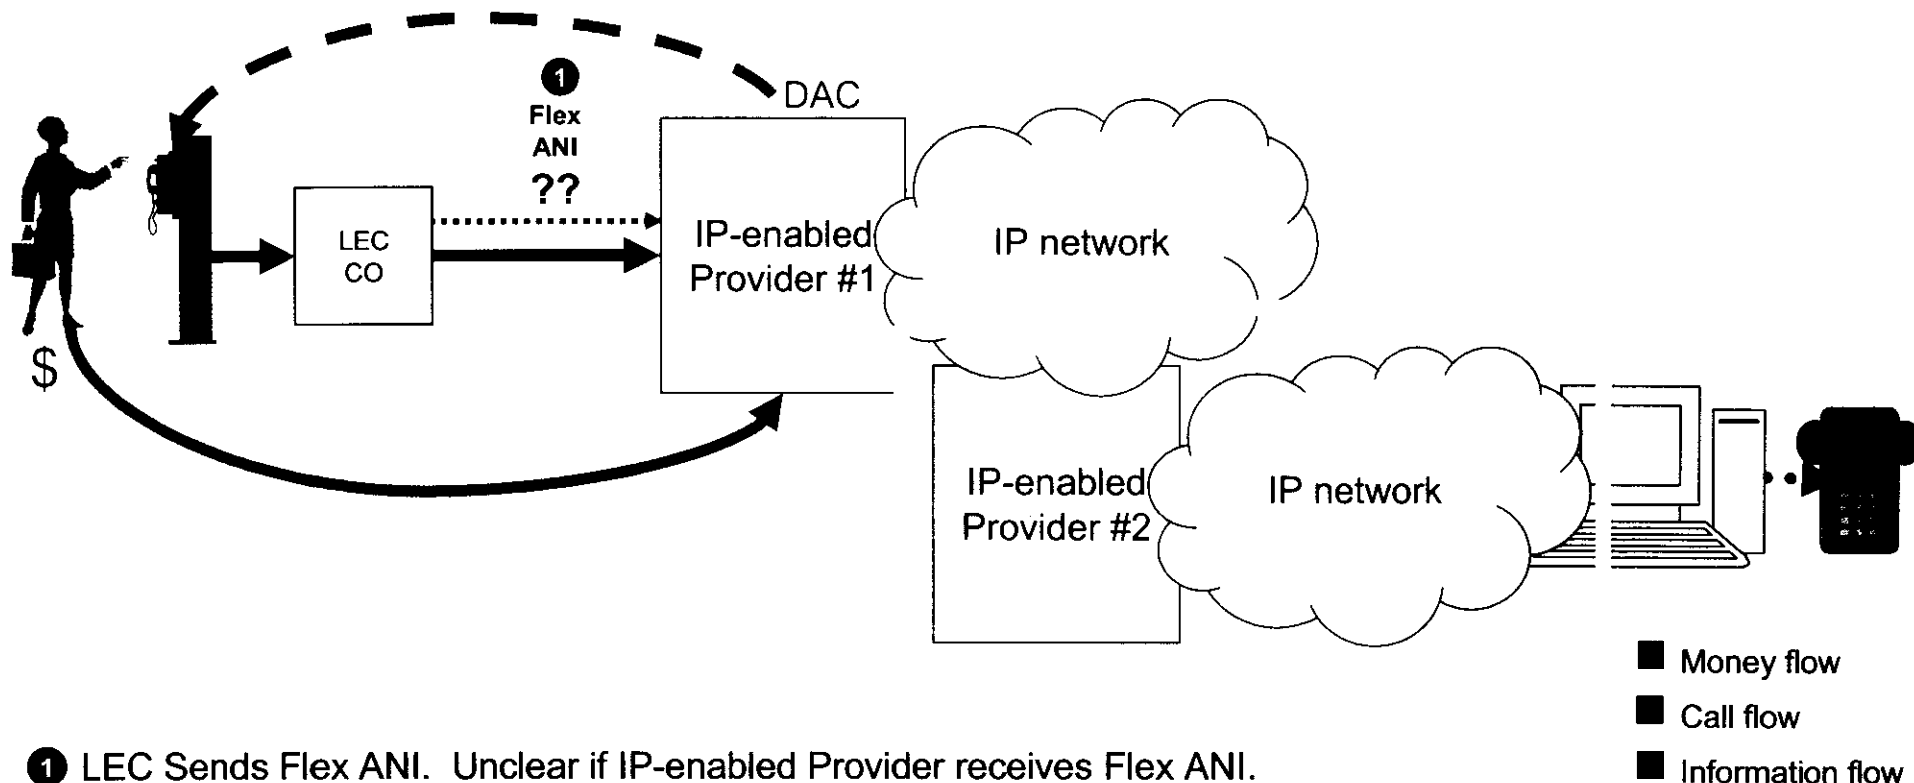 1
Flex
ANI
??
DAC
LEC
CO
IP-enabled
Provider #1
IP network
$
IP-enabled
Provider #2
IP network
Money flow
Call flow
Information flow
1 LEC Sends Flex ANI. Unclear if IP-enabled Provider receives Flex ANI.